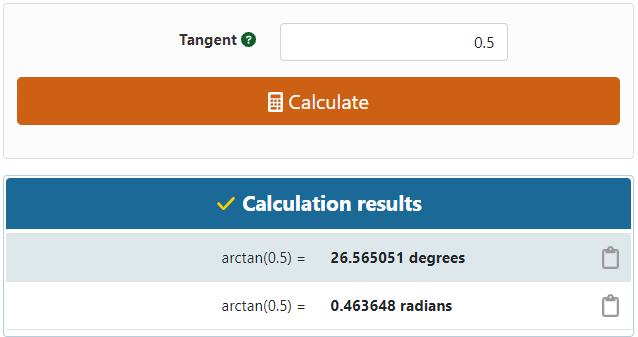 Tangent ?
0.5
Calculate
Calculation results
arctan(0.5) = 26.565051 degrees
arctan(0.5) = 0.463648 radians